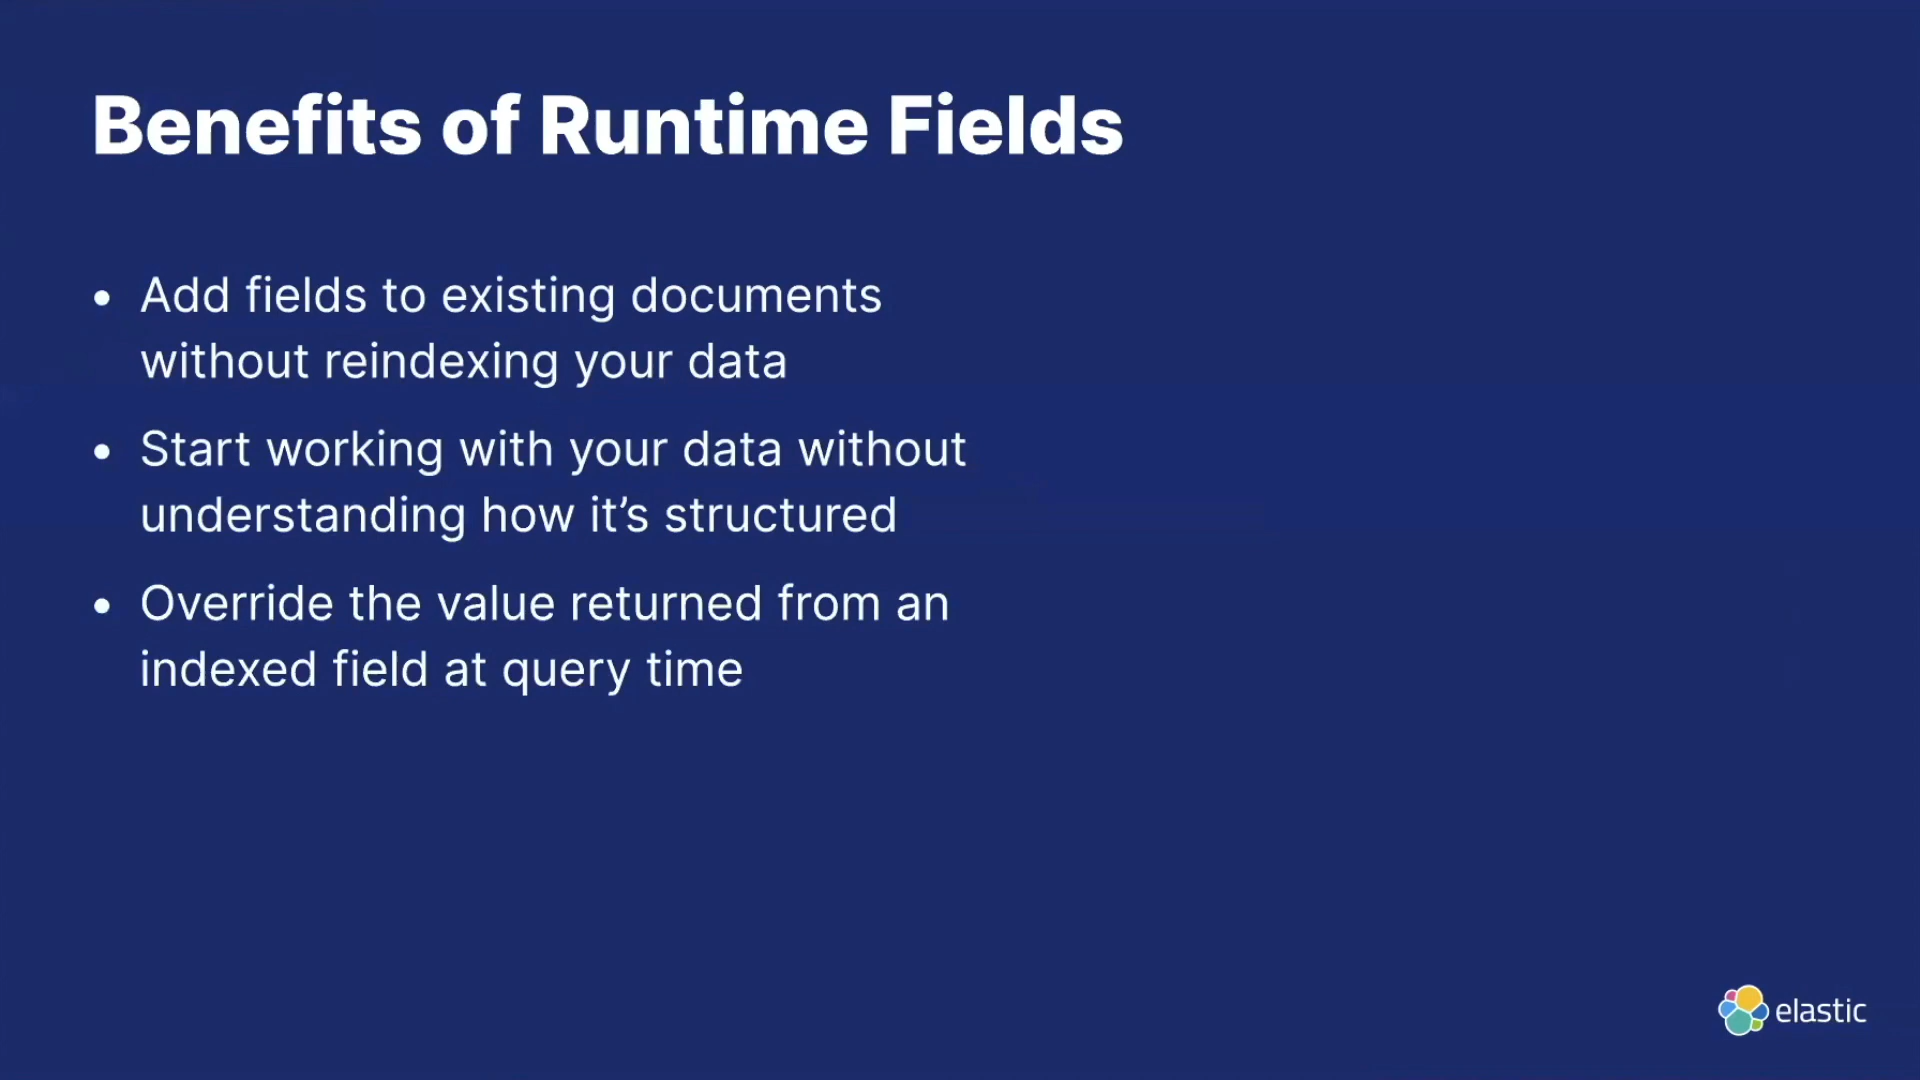 Benefits of Runtime Fields
• Add fields to existing documents
without reindexing your data
• Start working with your data without
understanding how it’s structured
• Override the value returned from an
indexed field at query time
elastic